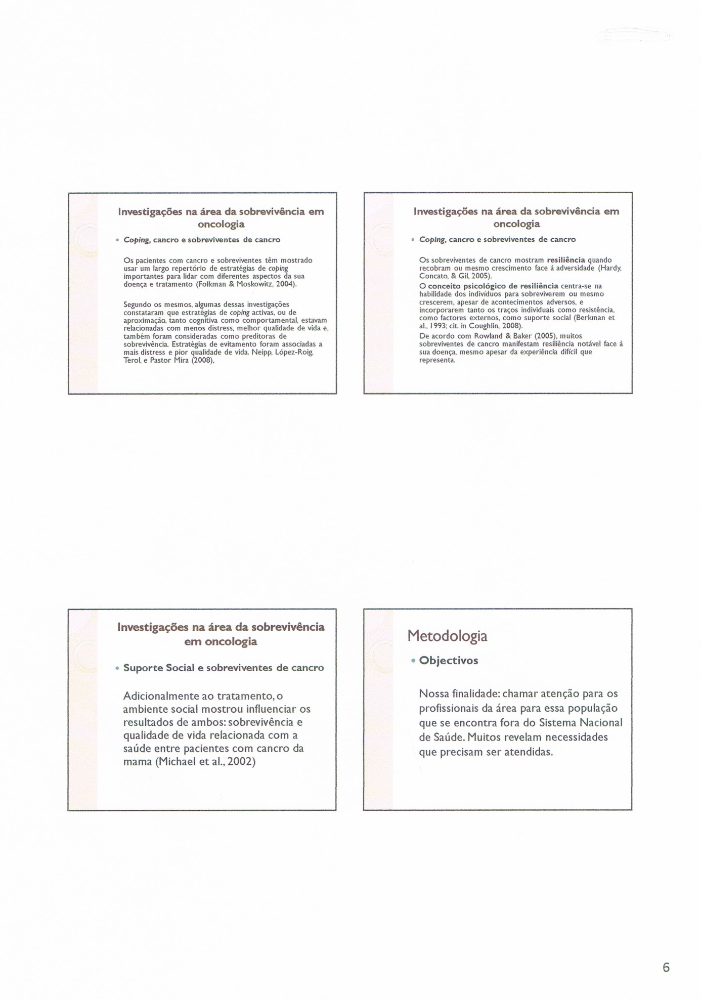 Investigações na área da sobrevivência em
oncologia
• Coping, cancro e sobreviventes de cancro
Os pacientes com cancro e sobreviventes têm mostrado
usar um largo repertório de estratégias de coping
importantes para lidar com diferentes aspectos da sua
doença e tratamento (Folkman & Moskowitz, 2004).
Segundo os mesmos, algumas dessas investigações
constataram que estratégias de coping activas, ou de
aproximação, tanto cognitiva como comportamental, estavam
relacionadas com menos distress, melhor qualidade de vida e,
também foram consideradas como preditoras de
sobrevivência. Estratégias de evitamento foram associadas a
mais distress e pior qualidade de vida. Neipp, López-Roig,
Terol, e Pastor Mira (2008),
Investigações na área da sobrevivência em
oncologia
• Coping, cancro e sobreviventes de cancro
Os sobreviventes de cancro mostram resiliência quando
recobram ou mesmo crescimento face à adversidade (Hardy,
Concato, & Gil, 2005).
O conceito psicológico de resiliência centra-se na
habilidade dos indivíduos para sobreviverem ou mesmo
crescerem, apesar de acontecimentos adversos, e
incorporarem tanto os traços individuais como resistência,
como factores externos, como suporte social (Berkman et
al., 1993; cit. in Coughlin, 2008).
De acordo com Rowland & Baker (2005), muitos
sobreviventes de cancro manifestam resiliência notável face à
sua doença, mesmo apesar da experiência difícil que
representa.
Investigações na área da sobrevivência
em oncologia
• Suporte Social e sobreviventes de cancro
Adicionalmente ao tratamento, o
ambiente social mostrou influenciar os
resultados de ambos: sobrevivência e
qualidade de vida relacionada com a
saúde entre pacientes com cancro da
mama (Michael et al., 2002)
Metodologia
• Objectivos
Nossa finalidade: chamar atenção para os
profissionais da área para essa população
que se encontra fora do Sistema Nacional
de Saúde. Muitos revelam necessidades
que precisam ser atendidas.
6